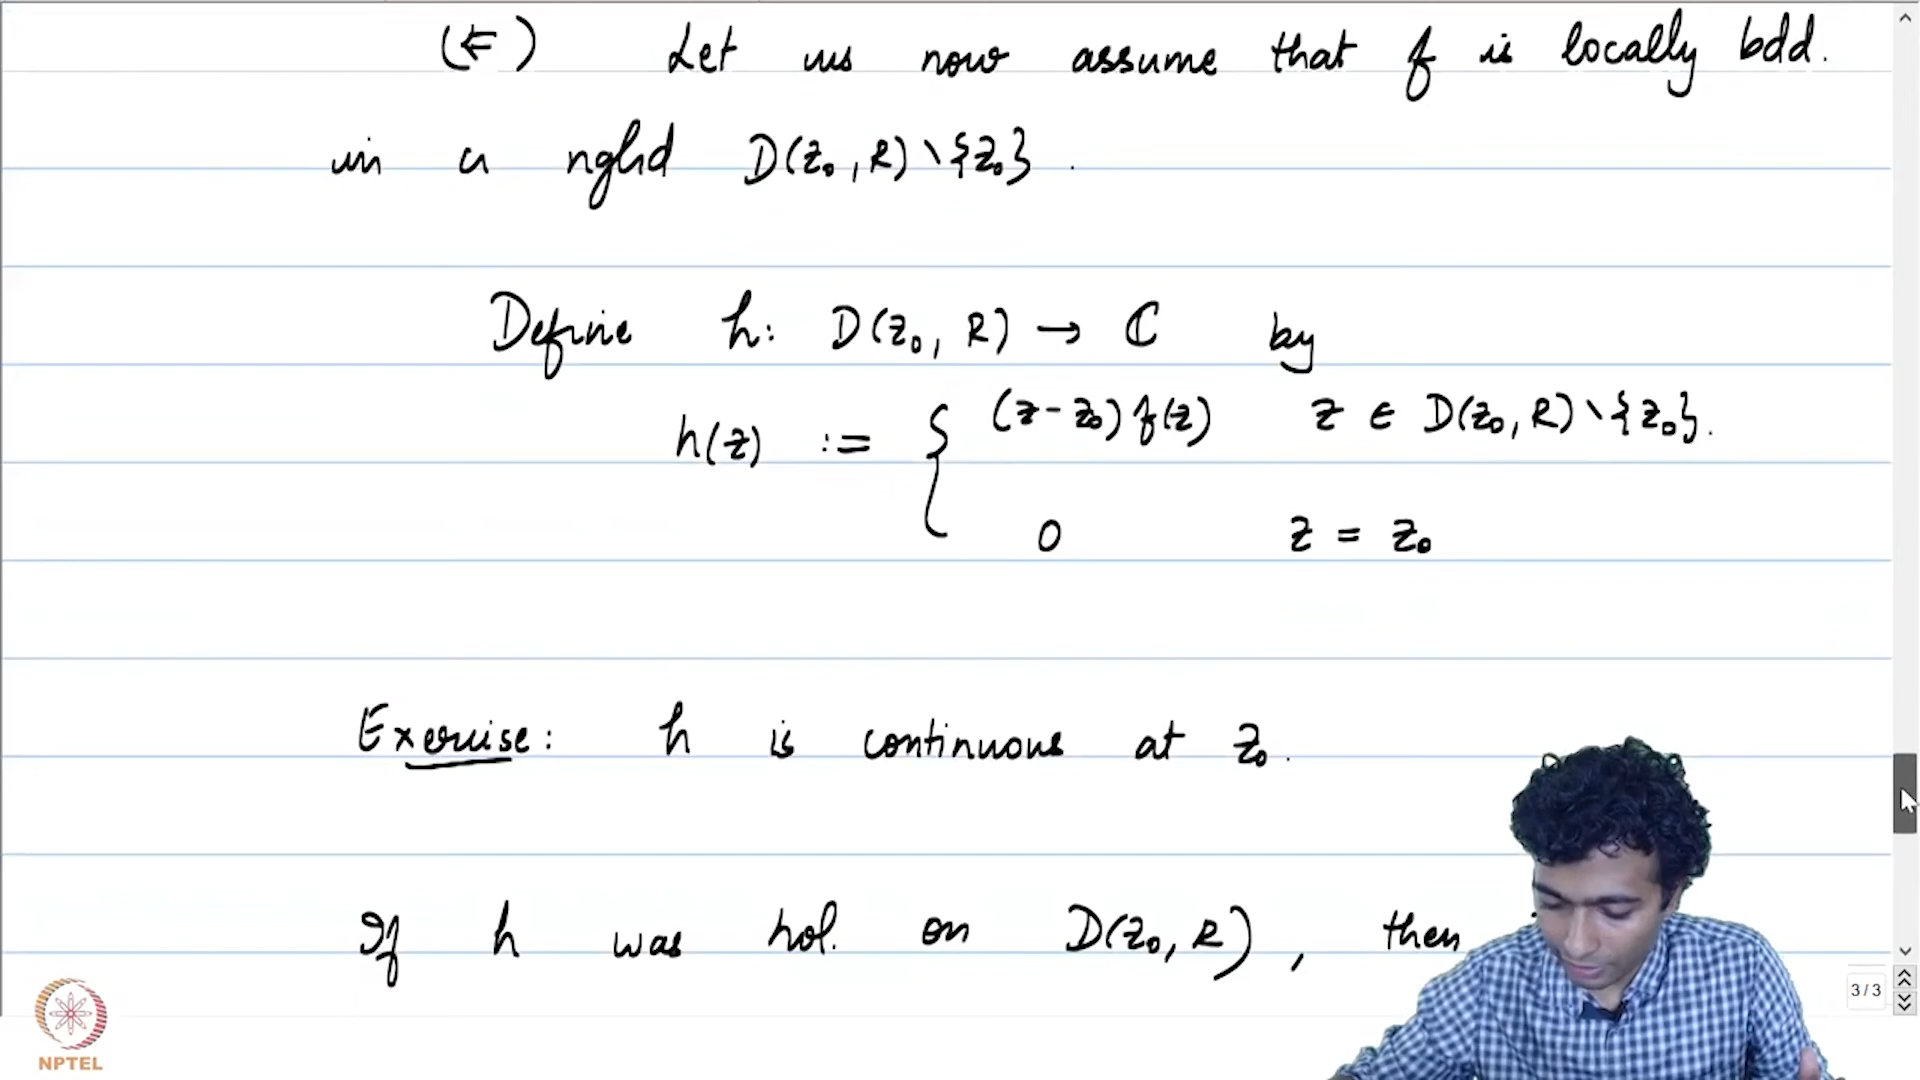 (⇐) Let us now assume that f is locally bdd.
in a nghd D(z₀, R) \ {z₀}.
Define h: D(z₀, R) → ℂ by
h(z) := { (z - z₀) f(z) z ∈ D(z₀, R) \ {z₀}.
0 z = z₀
Exercise: h is continuous at z₀.
If h was hol. on D(z₀, R), then
3 / 3
NPTEL